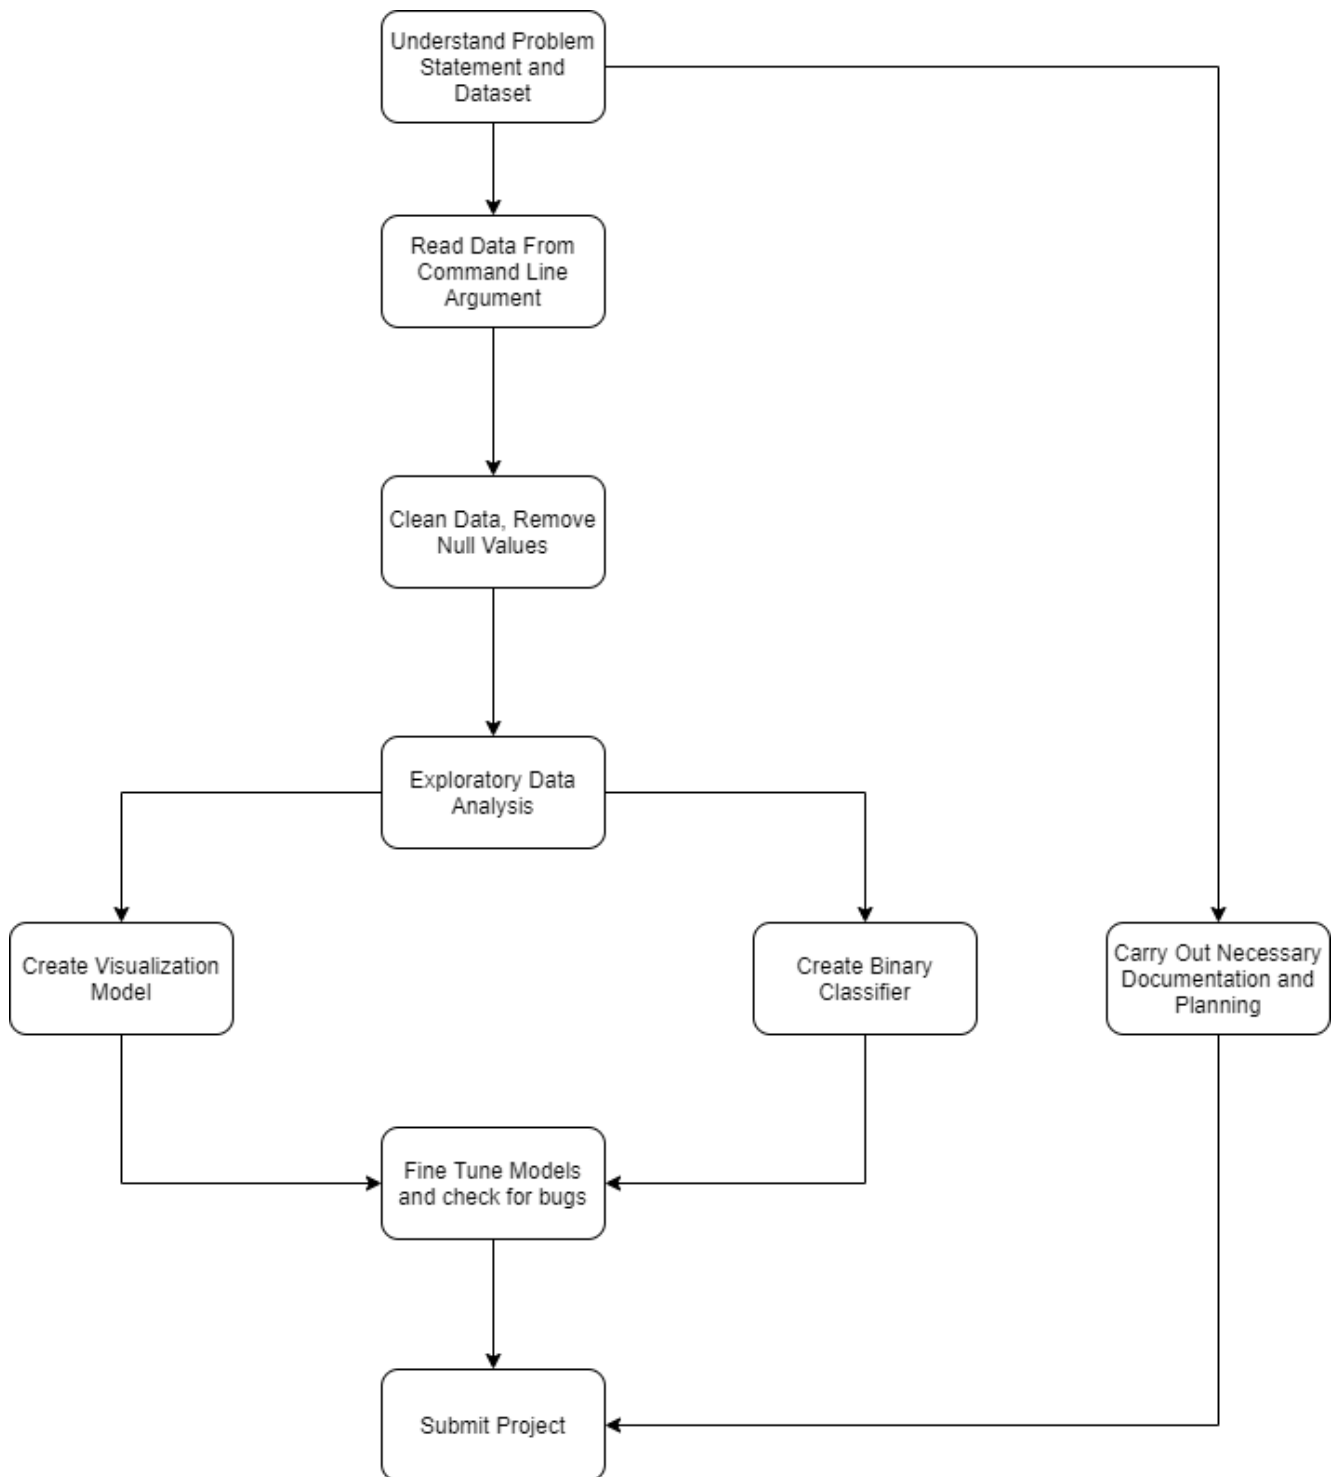 Understand Problem
Statement and
Dataset
Read Data From
Command Line
Argument
Clean Data, Remove
Null Values
Exploratory Data
Analysis
Create Visualization
Model
Create Binary
Classifier
Carry Out Necessary
Documentation and
Planning
Fine Tune Models
and check for bugs
Submit Project